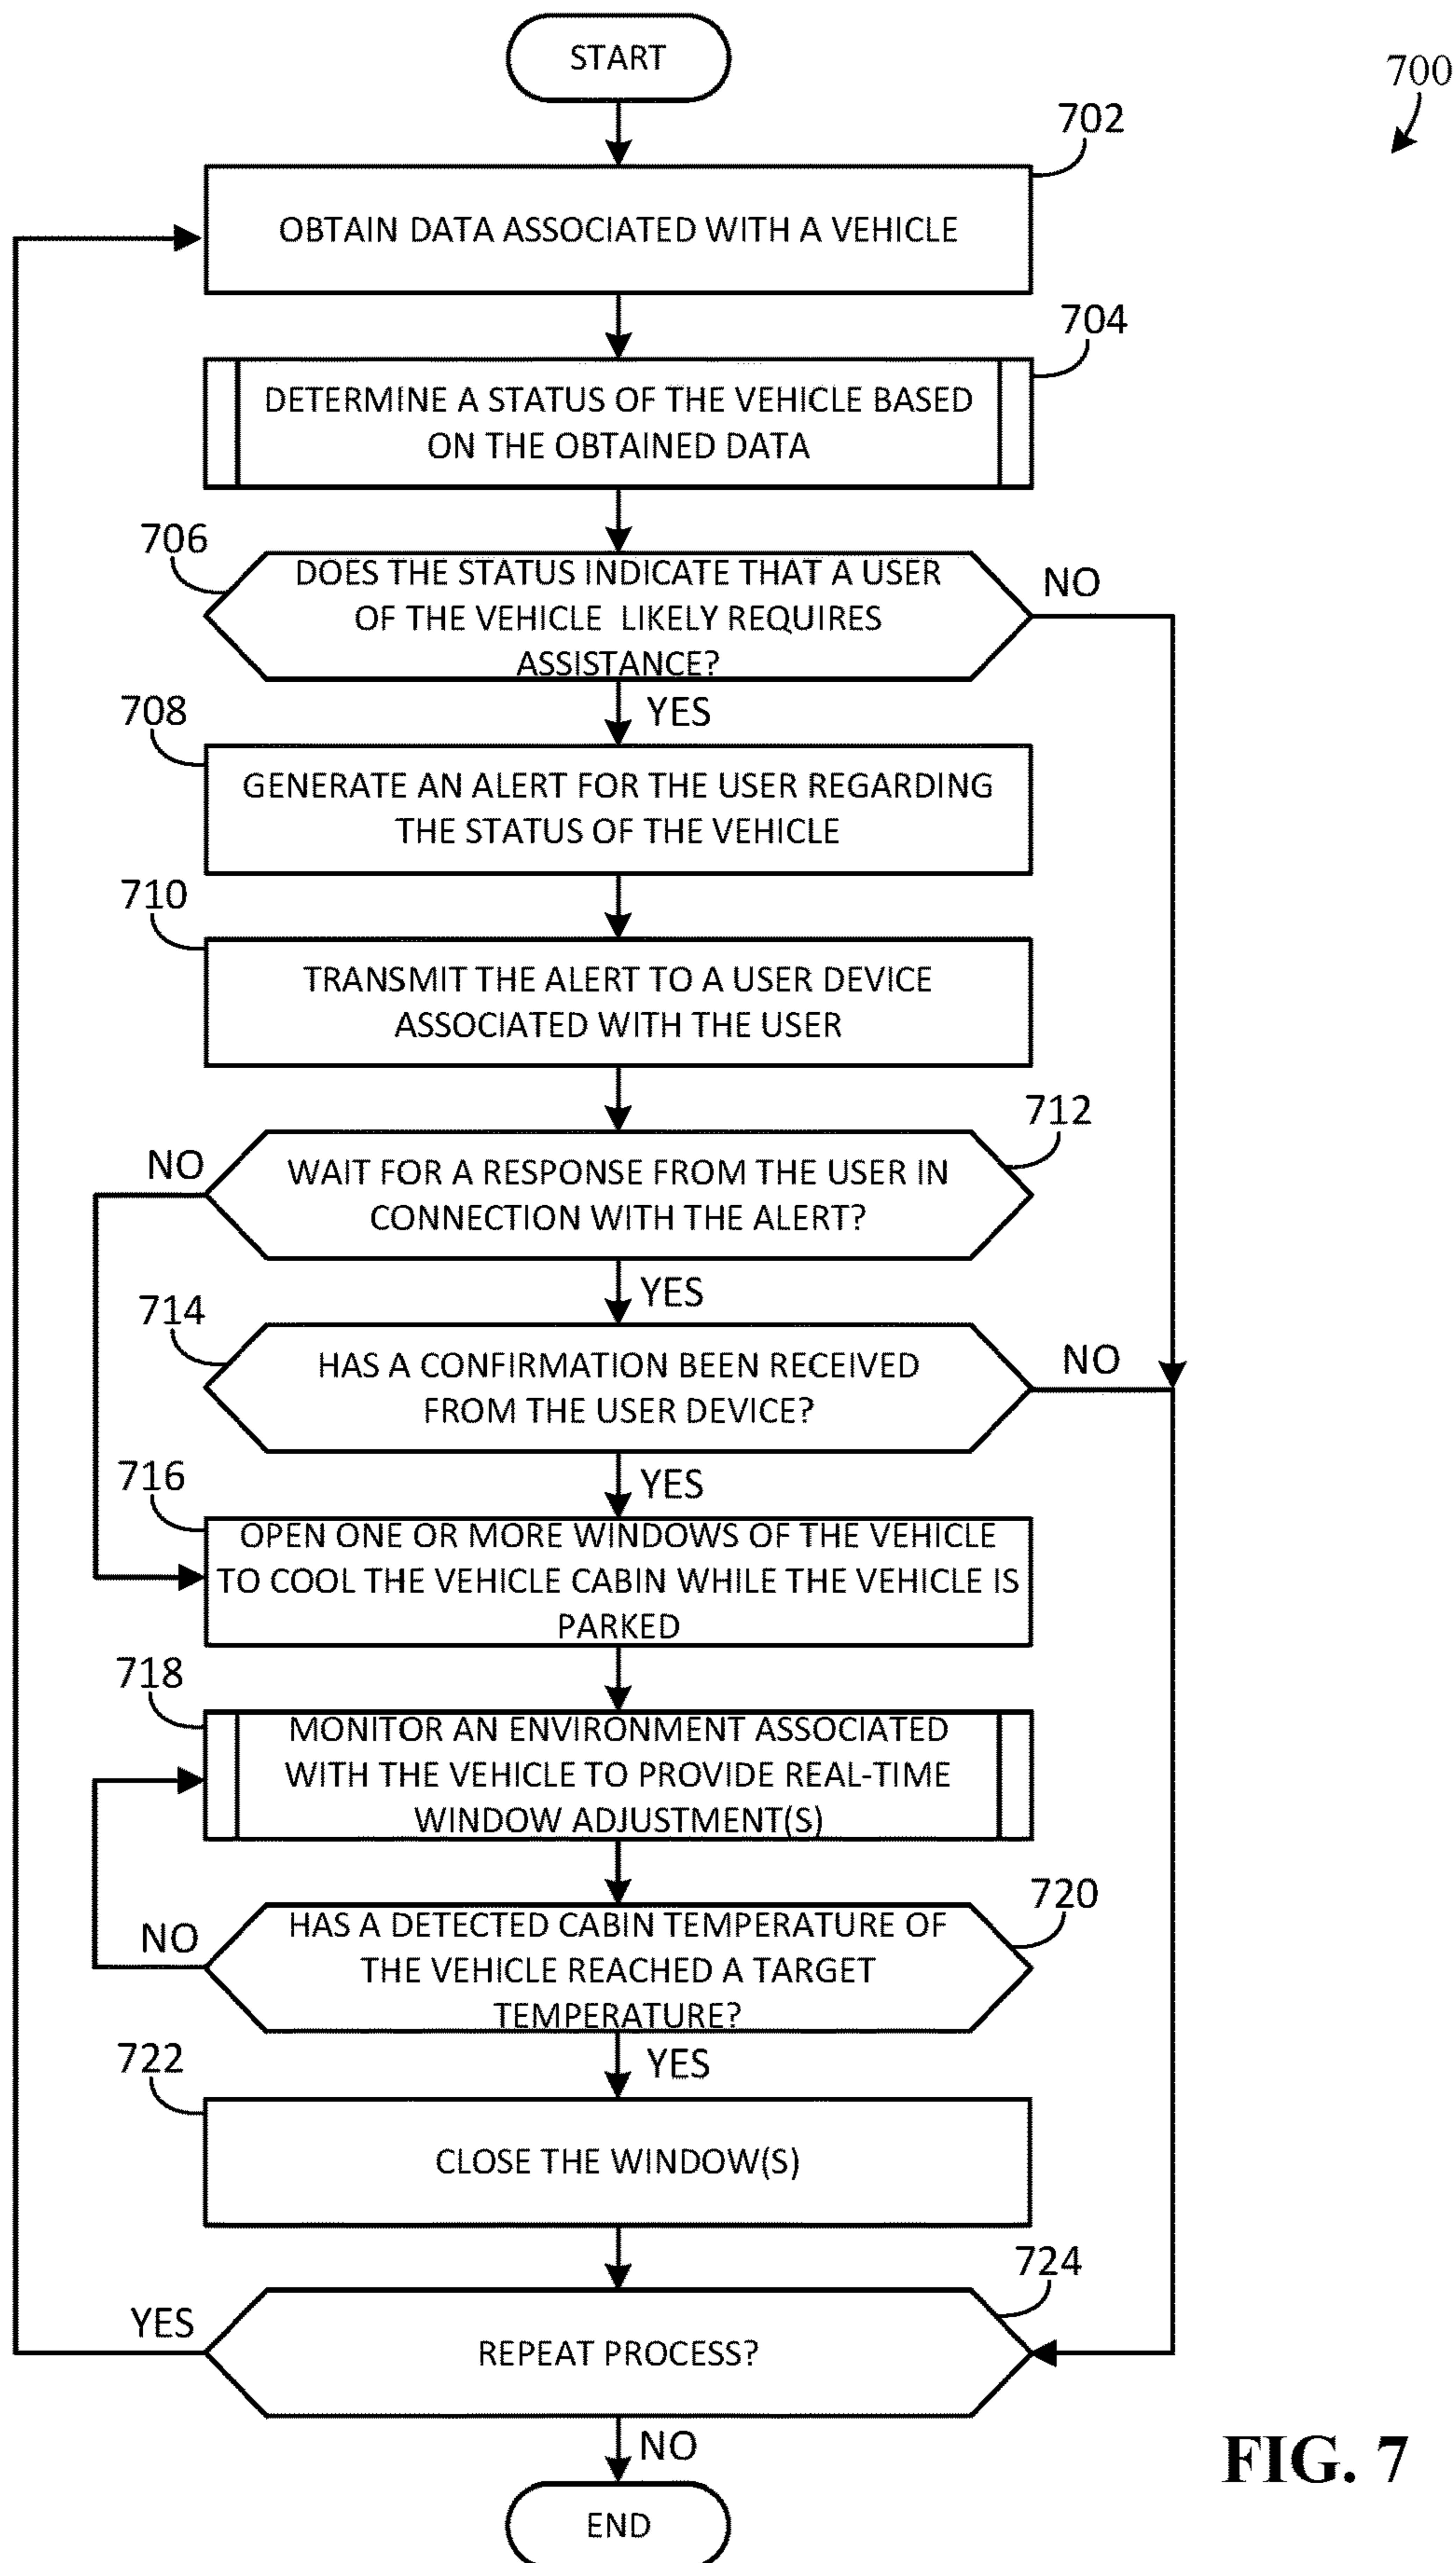 START
700
702
OBTAIN DATA ASSOCIATED WITH A VEHICLE
704
DETERMINE A STATUS OF THE VEHICLE BASED
ON THE OBTAINED DATA
706
DOES THE STATUS INDICATE THAT A USER
OF THE VEHICLE LIKELY REQUIRES
ASSISTANCE?
NO
YES
708
GENERATE AN ALERT FOR THE USER REGARDING
THE STATUS OF THE VEHICLE
710
TRANSMIT THE ALERT TO A USER DEVICE
ASSOCIATED WITH THE USER
712
NO
WAIT FOR A RESPONSE FROM THE USER IN
CONNECTION WITH THE ALERT?
YES
714
HAS A CONFIRMATION BEEN RECEIVED
FROM THE USER DEVICE?
NO
YES
716
OPEN ONE OR MORE WINDOWS OF THE VEHICLE
TO COOL THE VEHICLE CABIN WHILE THE VEHICLE IS
PARKED
718
MONITOR AN ENVIRONMENT ASSOCIATED
WITH THE VEHICLE TO PROVIDE REAL-TIME
WINDOW ADJUSTMENT(S)
720
NO
HAS A DETECTED CABIN TEMPERATURE OF
THE VEHICLE REACHED A TARGET
TEMPERATURE?
YES
722
CLOSE THE WINDOW(S)
724
YES
REPEAT PROCESS?
NO
END
FIG. 7